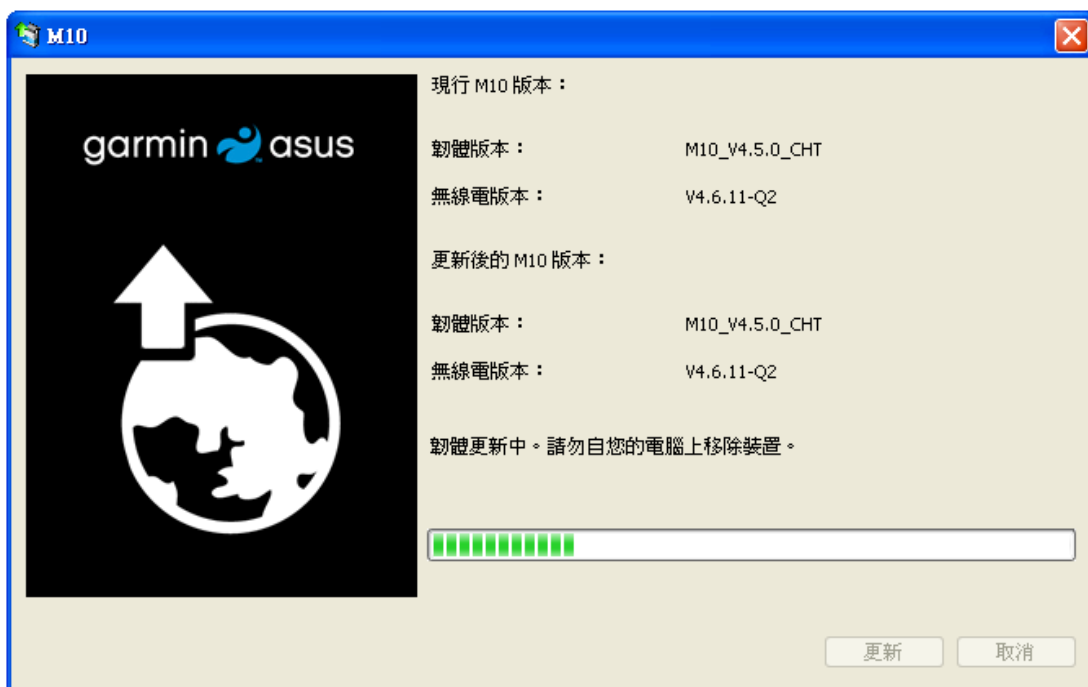 M10
garmin asus
現行 M10 版本：
韌體版本： M10_V4.5.0_CHT
無線電版本： V4.6.11-Q2
更新後的 M10 版本：
韌體版本： M10_V4.5.0_CHT
無線電版本： V4.6.11-Q2
韌體更新中。請勿自您的電腦上移除裝置。
更新 取消